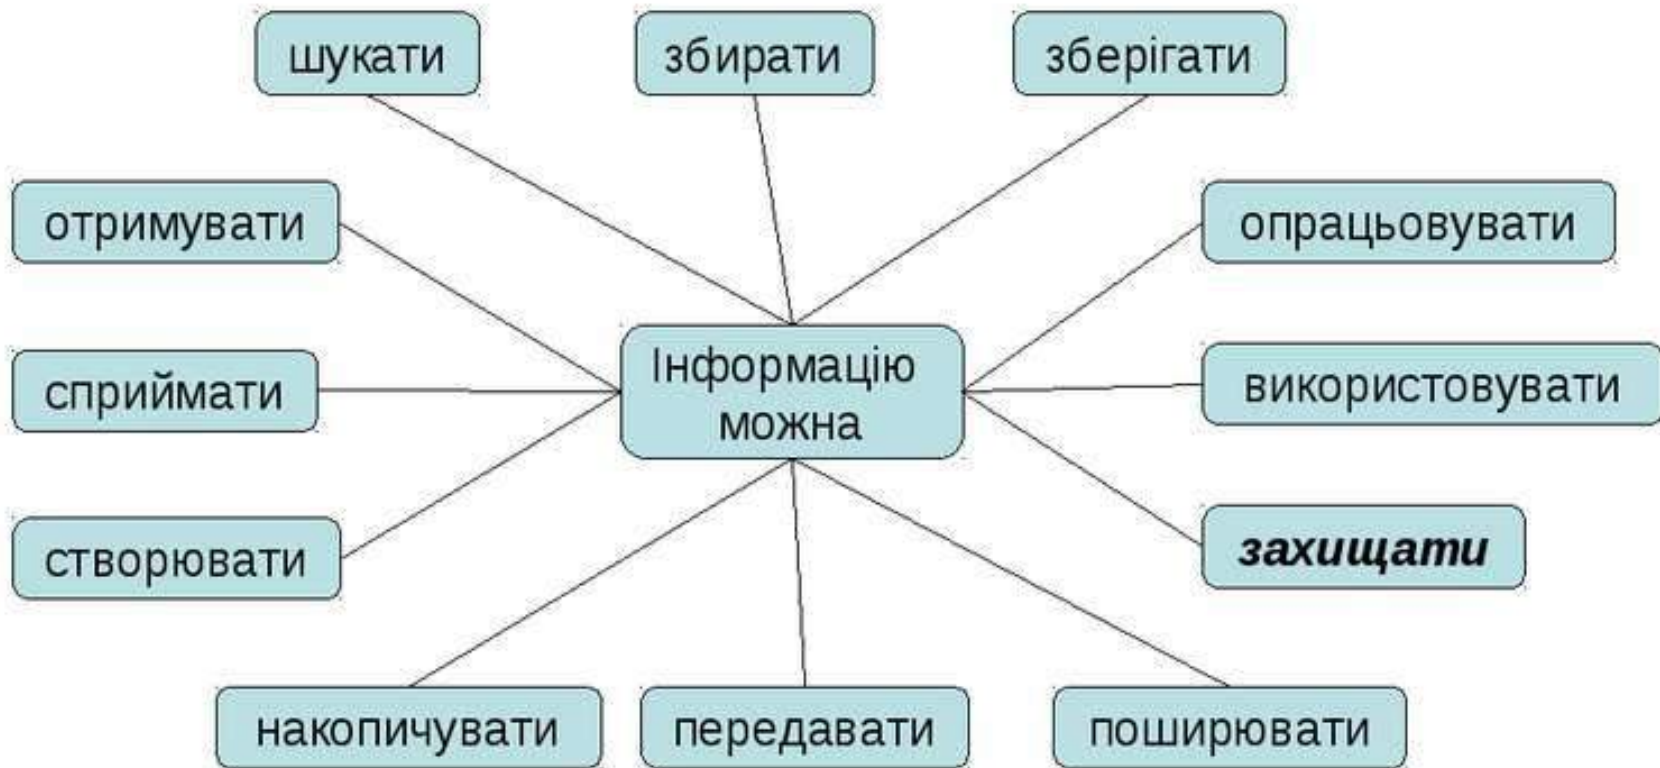 шукати
збирати
зберігати
отримувати
опрацьовувати
Інформацію
можна
сприймати
використовувати
створювати
захищати
накопичувати
передавати
поширювати